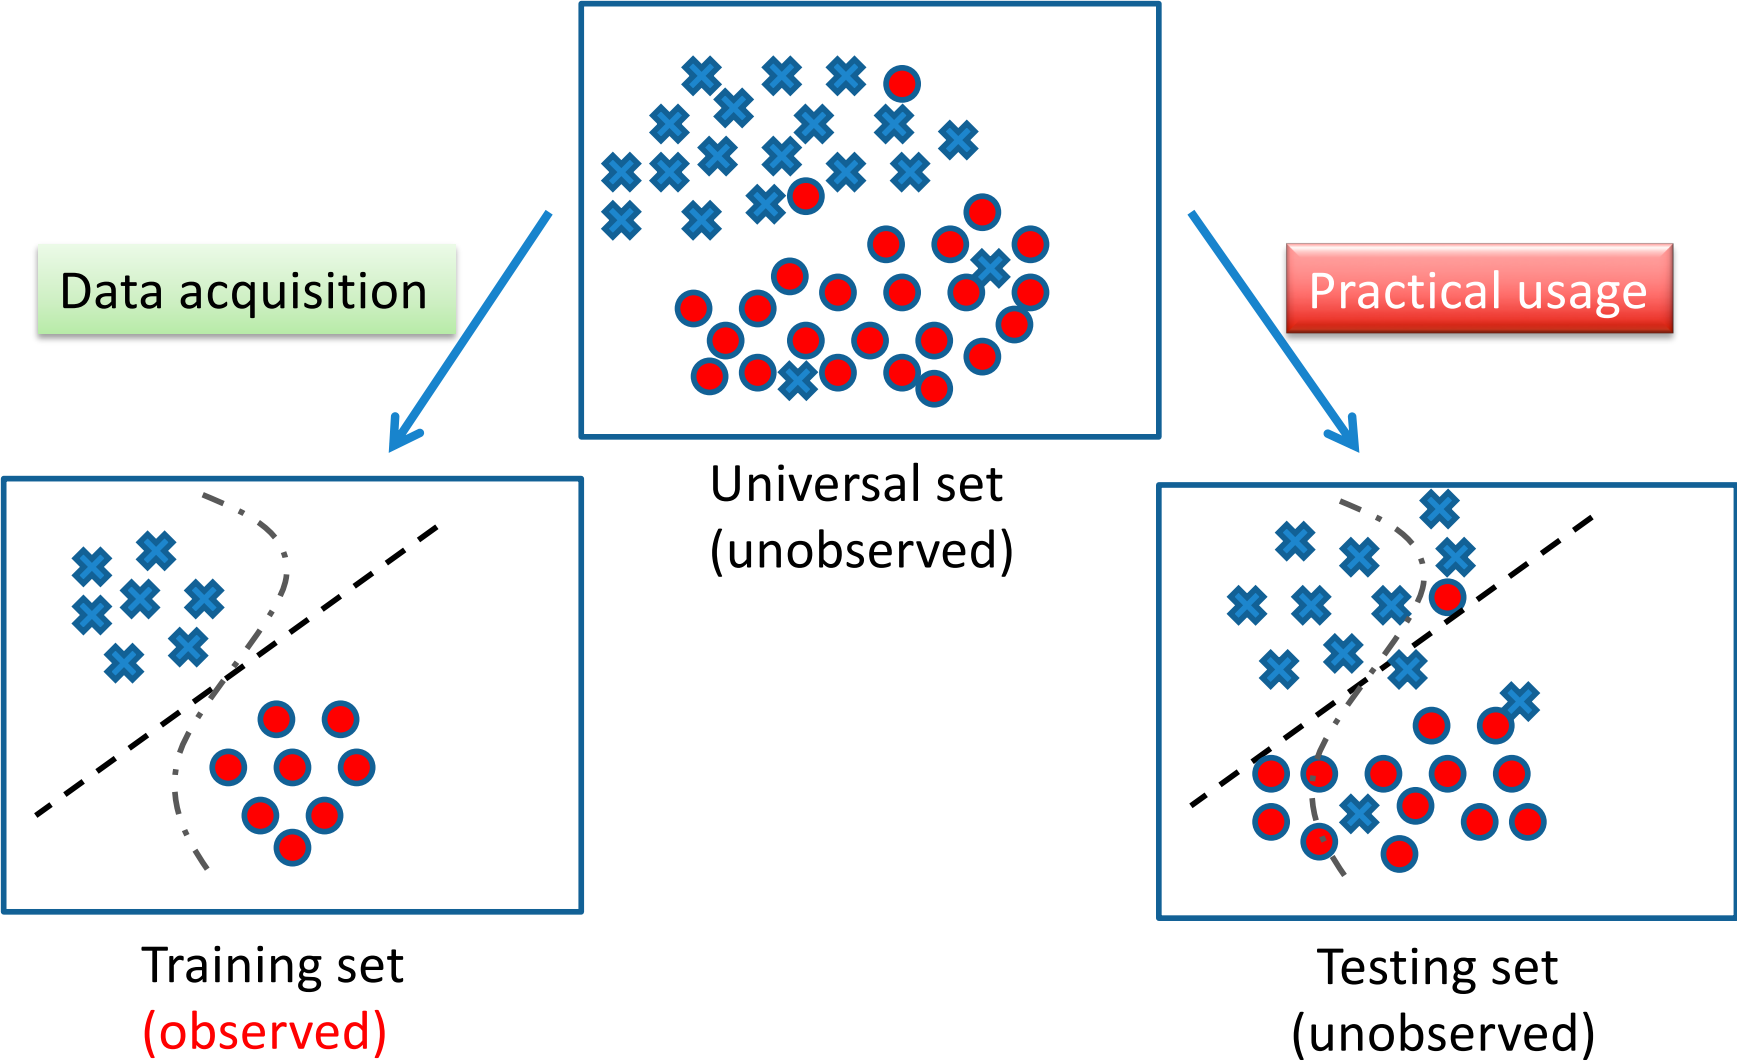 Data acquisition
Practical usage
Universal set
(unobserved)
Training set
(observed)
Testing set
(unobserved)